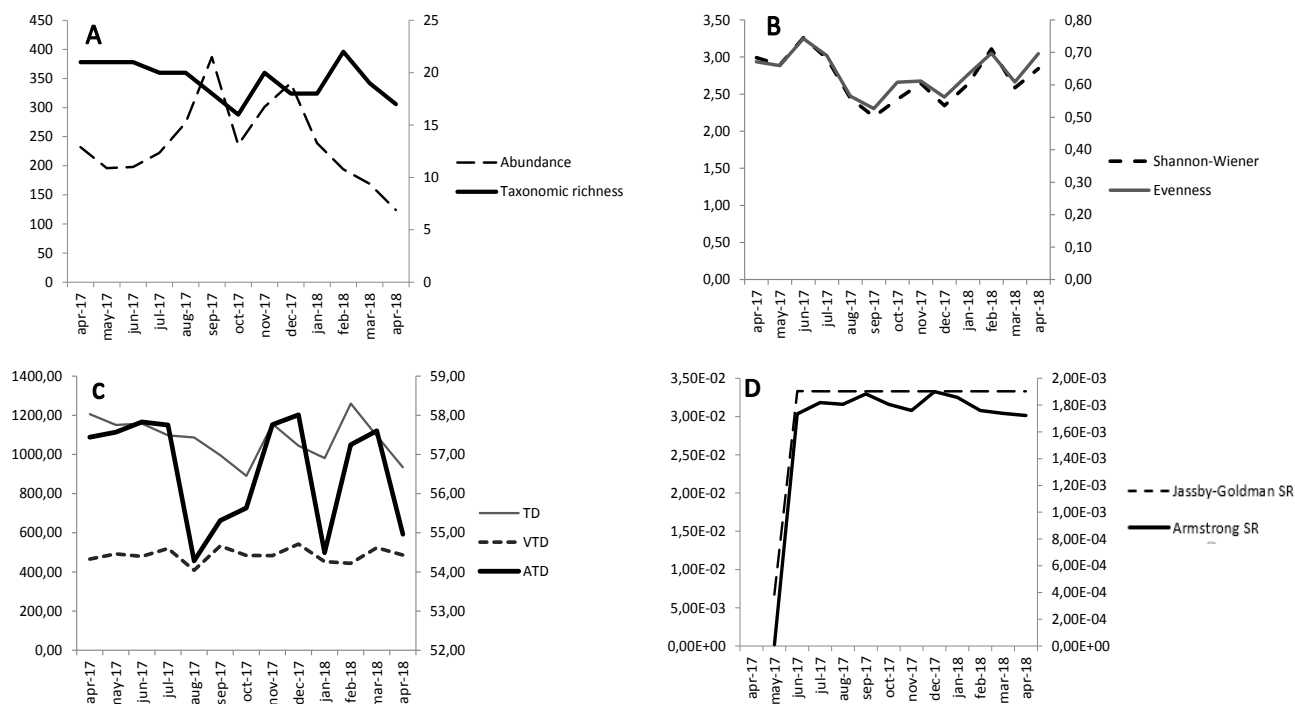 A
450
400
350
300
250
200
150
100
50
0
25
20
15
10
5
0
apr-17
may-17
jun-17
jul-17
aug-17
sep-17
oct-17
nov-17
dec-17
jan-18
feb-18
mar-18
apr-18
Abundance
Taxonomic richness
B
3,50
3,00
2,50
2,00
1,50
1,00
0,50
0,00
0,80
0,70
0,60
0,50
0,40
0,30
0,20
0,10
0,00
apr-17
may-17
jun-17
jul-17
aug-17
sep-17
oct-17
nov-17
dec-17
jan-18
feb-18
mar-18
apr-18
Shannon-Wiener
Evenness
C
1400,00
1200,00
1000,00
800,00
600,00
400,00
200,00
0,00
59,00
58,00
57,00
56,00
55,00
54,00
53,00
52,00
apr-17
may-17
jun-17
jul-17
aug-17
sep-17
oct-17
nov-17
dec-17
jan-18
feb-18
mar-18
apr-18
TD
VTD
ATD
D
3,50E-02
3,00E-02
2,50E-02
2,00E-02
1,50E-02
1,00E-02
5,00E-03
0,00E+00
2,00E-03
1,80E-03
1,60E-03
1,40E-03
1,20E-03
1,00E-03
8,00E-04
6,00E-04
4,00E-04
2,00E-04
0,00E+00
apr-17
may-17
jun-17
jul-17
aug-17
sep-17
oct-17
nov-17
dec-17
jan-18
feb-18
mar-18
apr-18
Jassby-Goldman SR
Armstrong SR